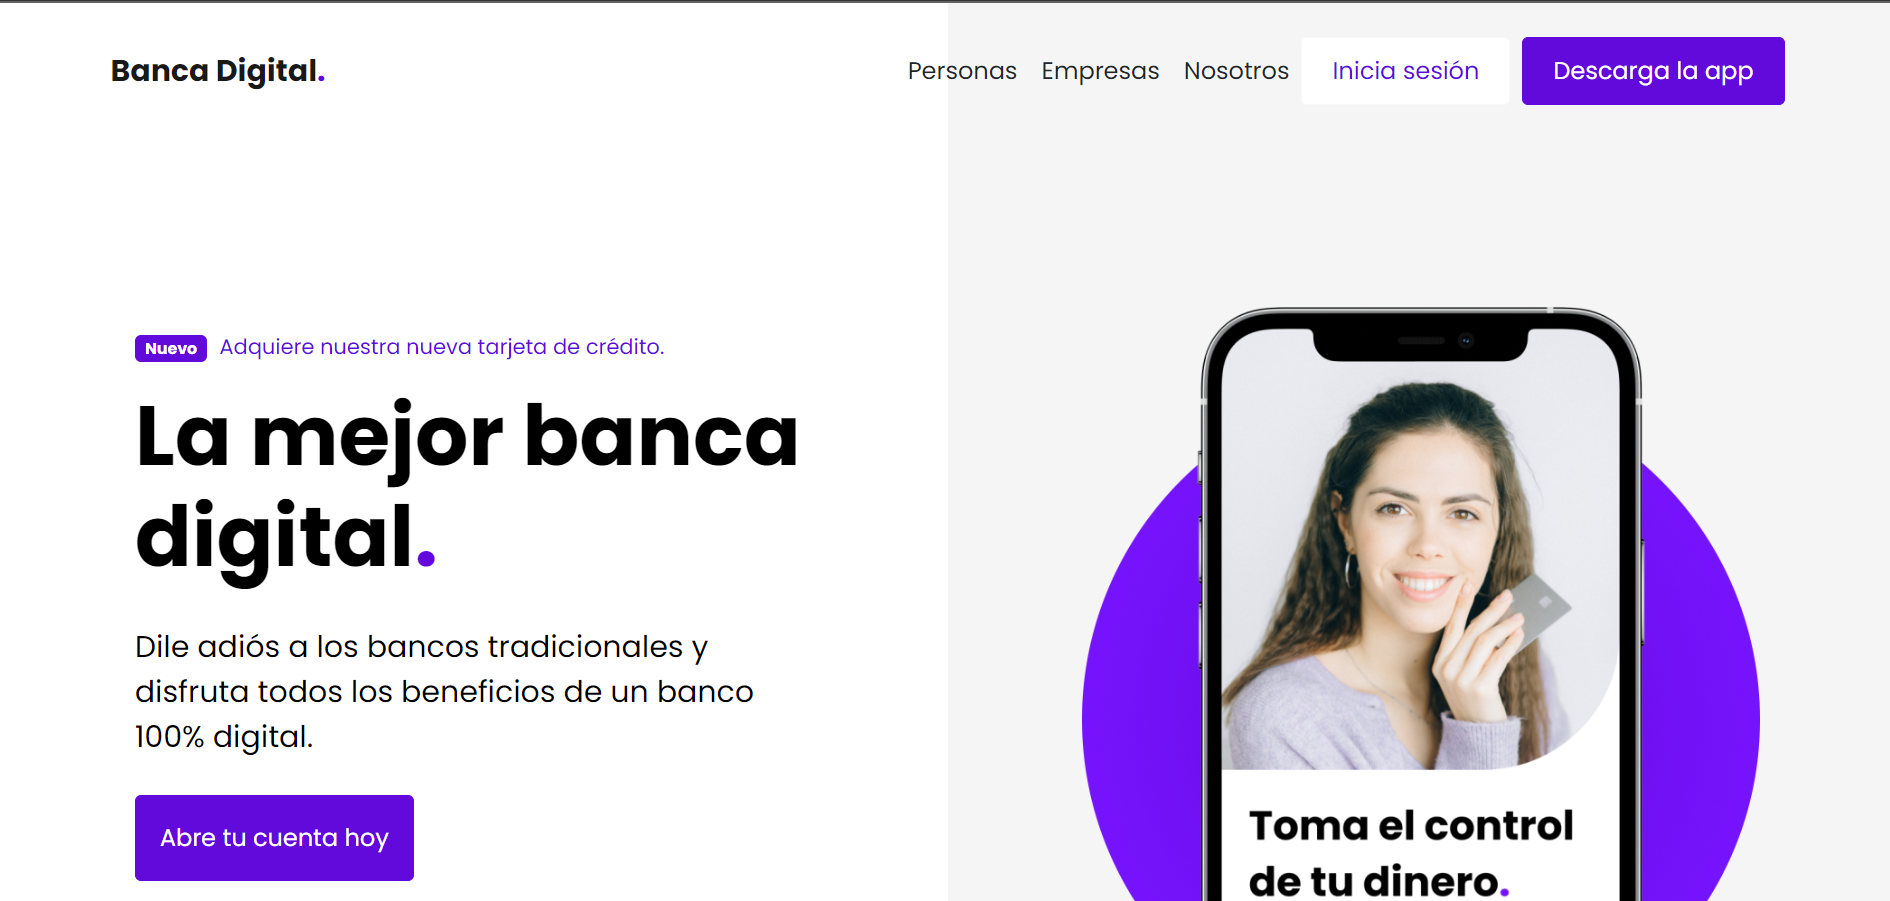 Banca Digital.
Personas Empresas Nosotros Inicia sesión Descarga la app
Nuevo Adquiere nuestra nueva tarjeta de crédito.
La mejor banca
digital.
Dile adiós a los bancos tradicionales y
disfruta todos los beneficios de un banco
100% digital.
Abre tu cuenta hoy
Toma el control
de tu dinero.